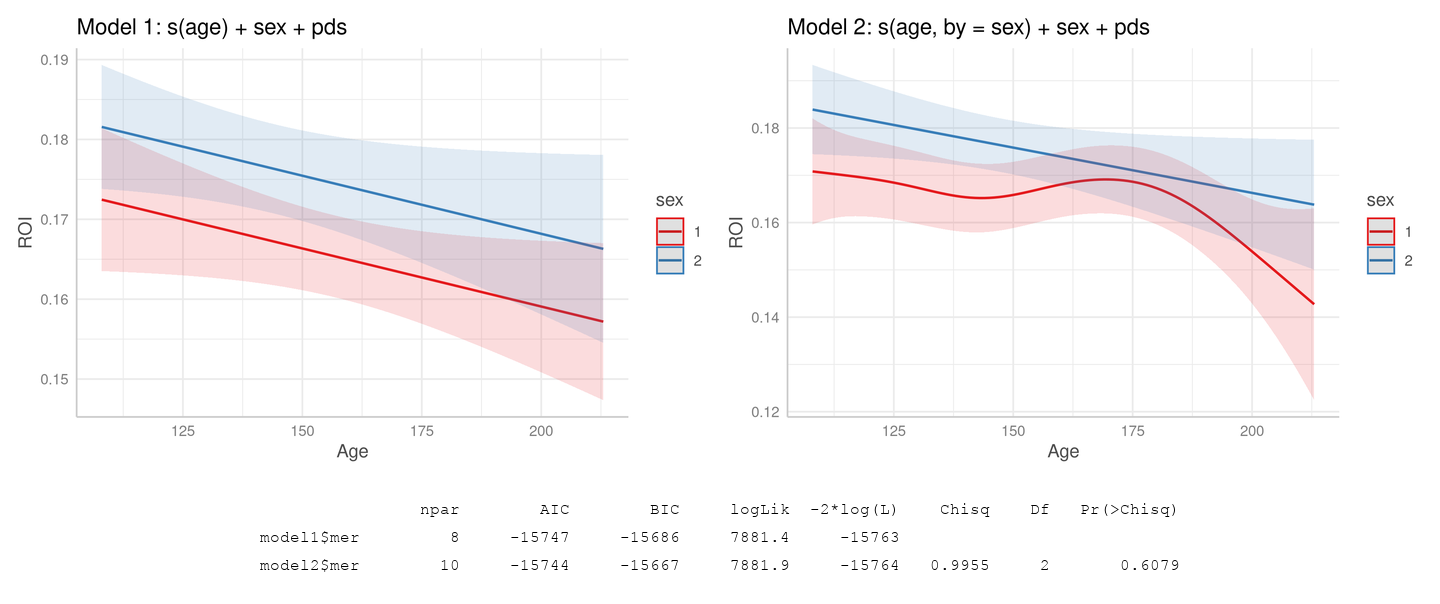 Model 1: s(age) + sex + pds
0.19
0.18
0.17
0.16
0.15
ROI
125 150 175 200
Age
sex
1
2
Model 2: s(age, by = sex) + sex + pds
0.18
0.16
0.14
0.12
ROI
125 150 175 200
Age
sex
1
2
npar AIC BIC logLik -2*log(L) Chisq Df Pr(>Chisq)
model1$mer 8 -15747 -15686 7881.4 -15763
model2$mer 10 -15744 -15667 7881.9 -15764 0.9955 2 0.6079